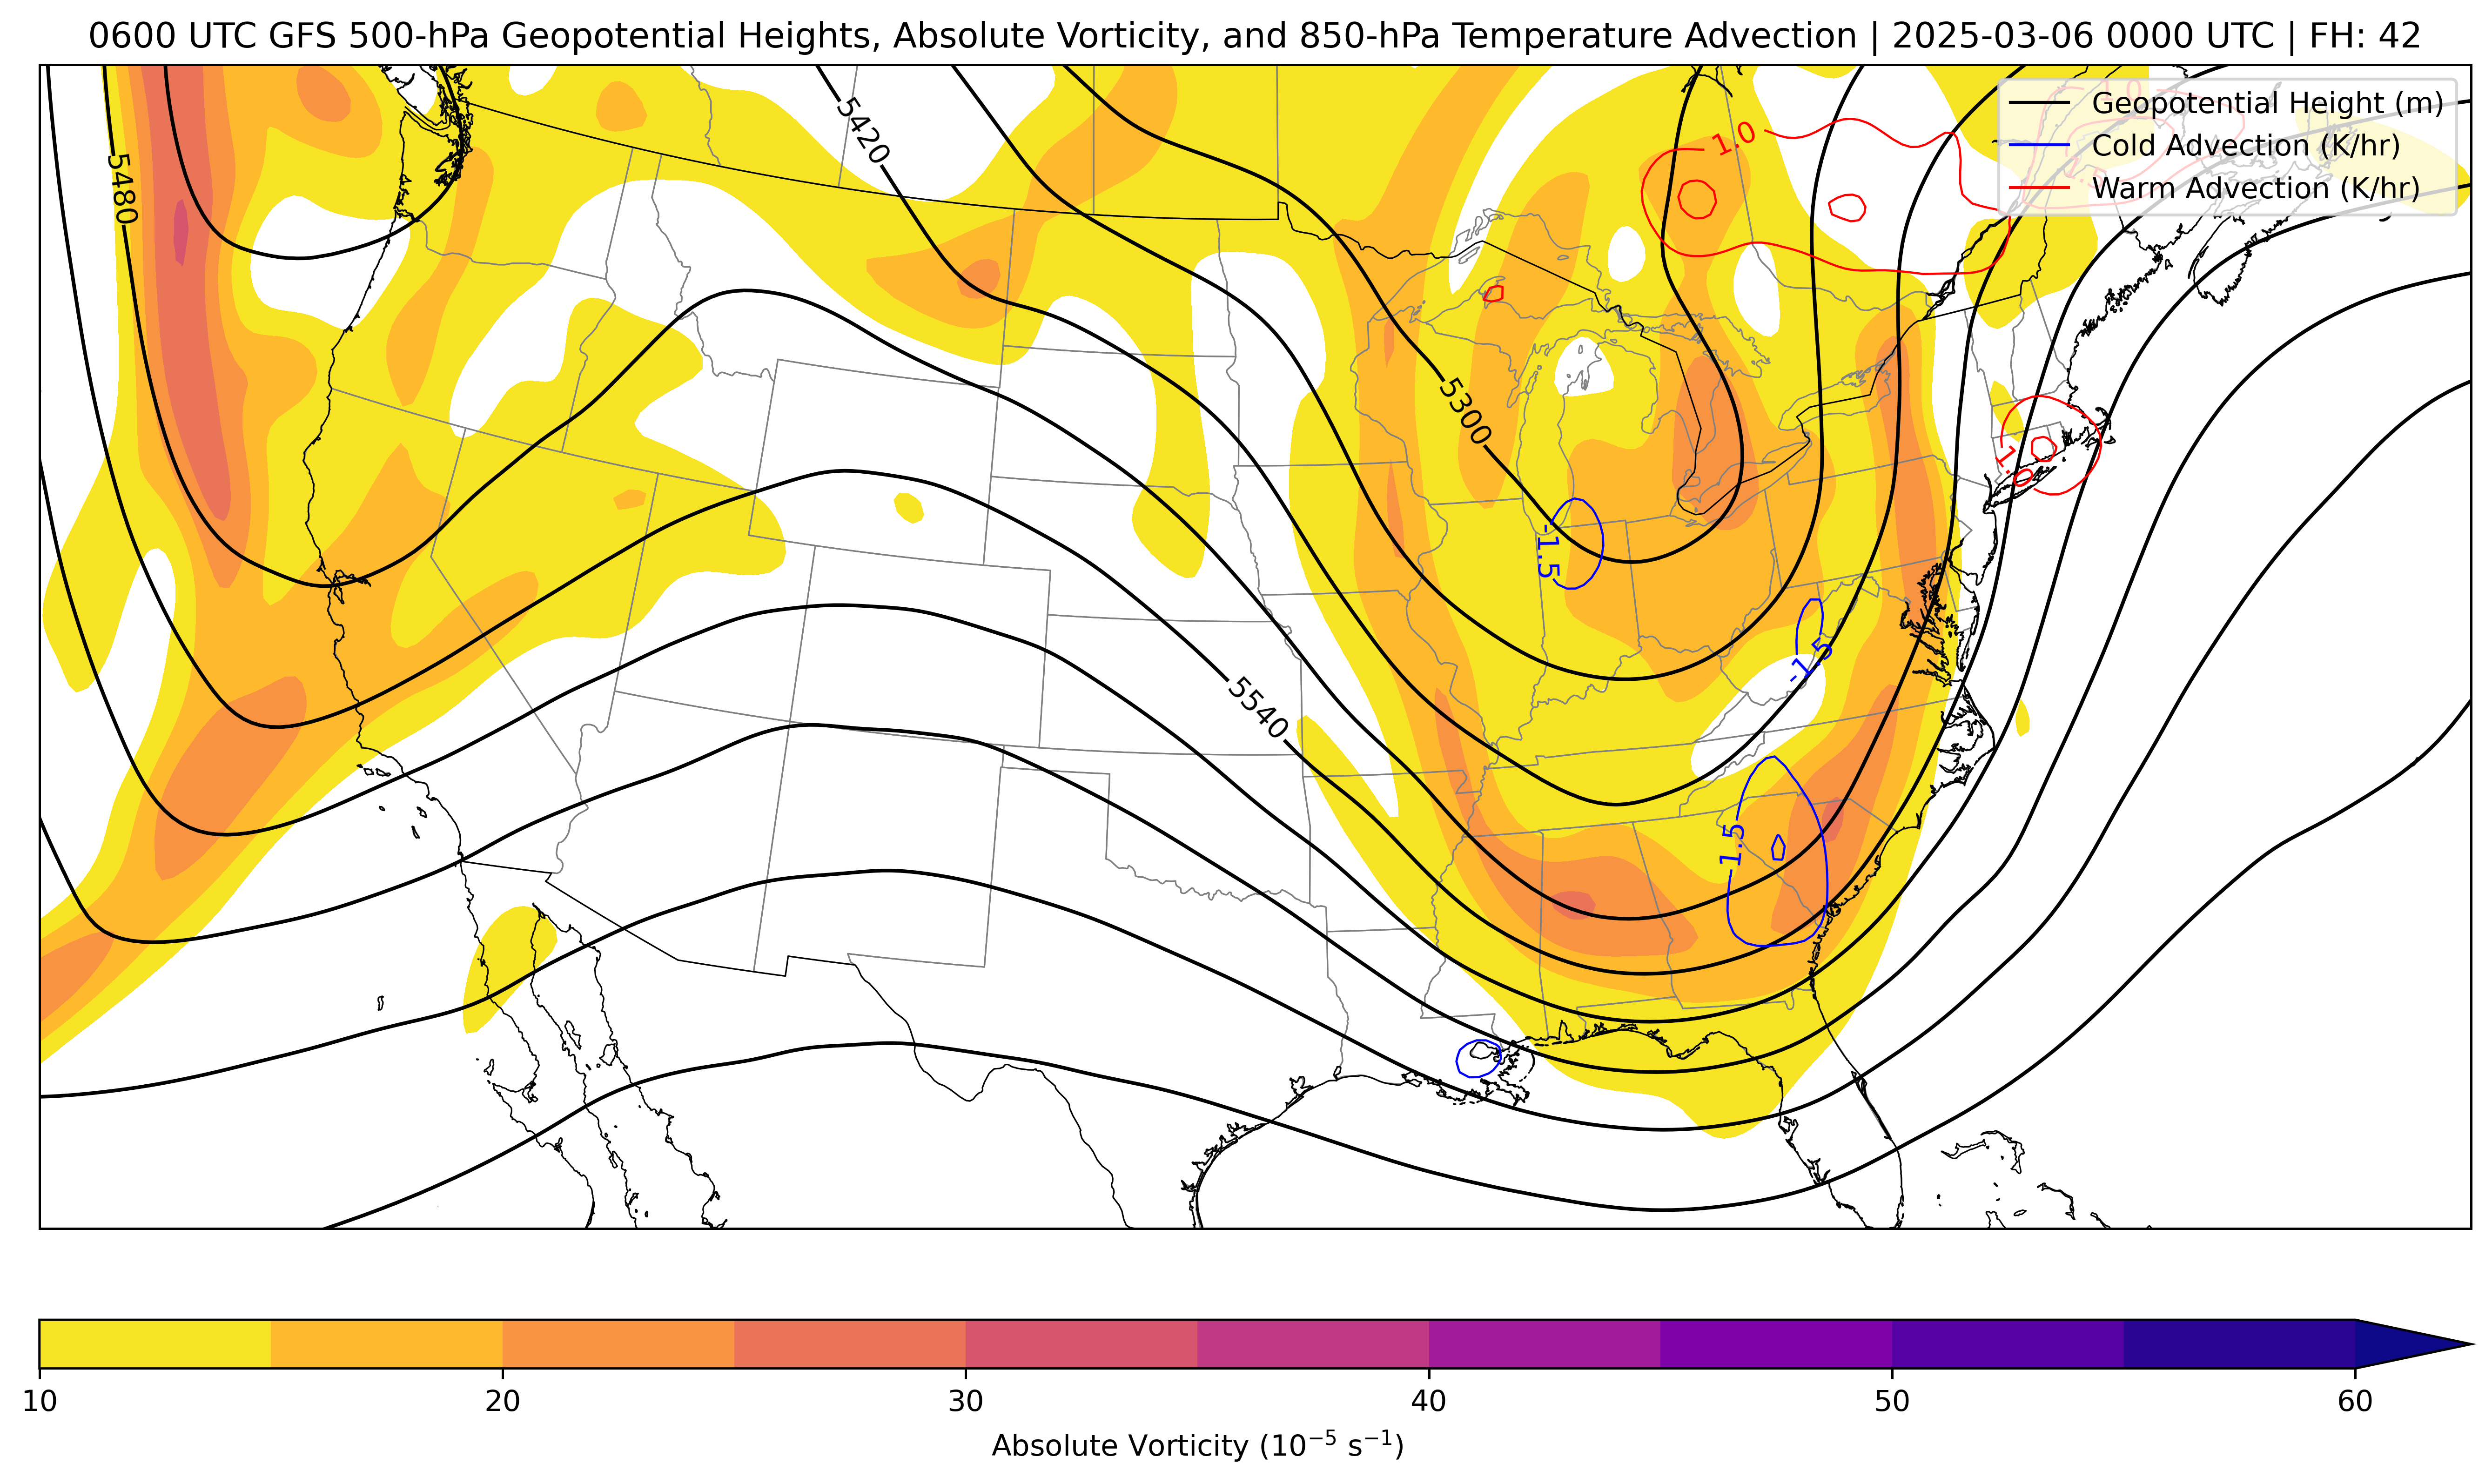 0600 UTC GFS 500-hPa Geopotential Heights, Absolute Vorticity, and 850-hPa Temperature Advection | 2025-03-06 0000 UTC | FH: 42
Geopotential Height (m)
Cold Advection (K/hr)
Warm Advection (K/hr)
5480
5420
1.0
1.0
5300
1.0
-1.5
-1.5
5540
-1.5
10 20 30 40 50 60
Absolute Vorticity (10⁻⁵ s⁻¹)